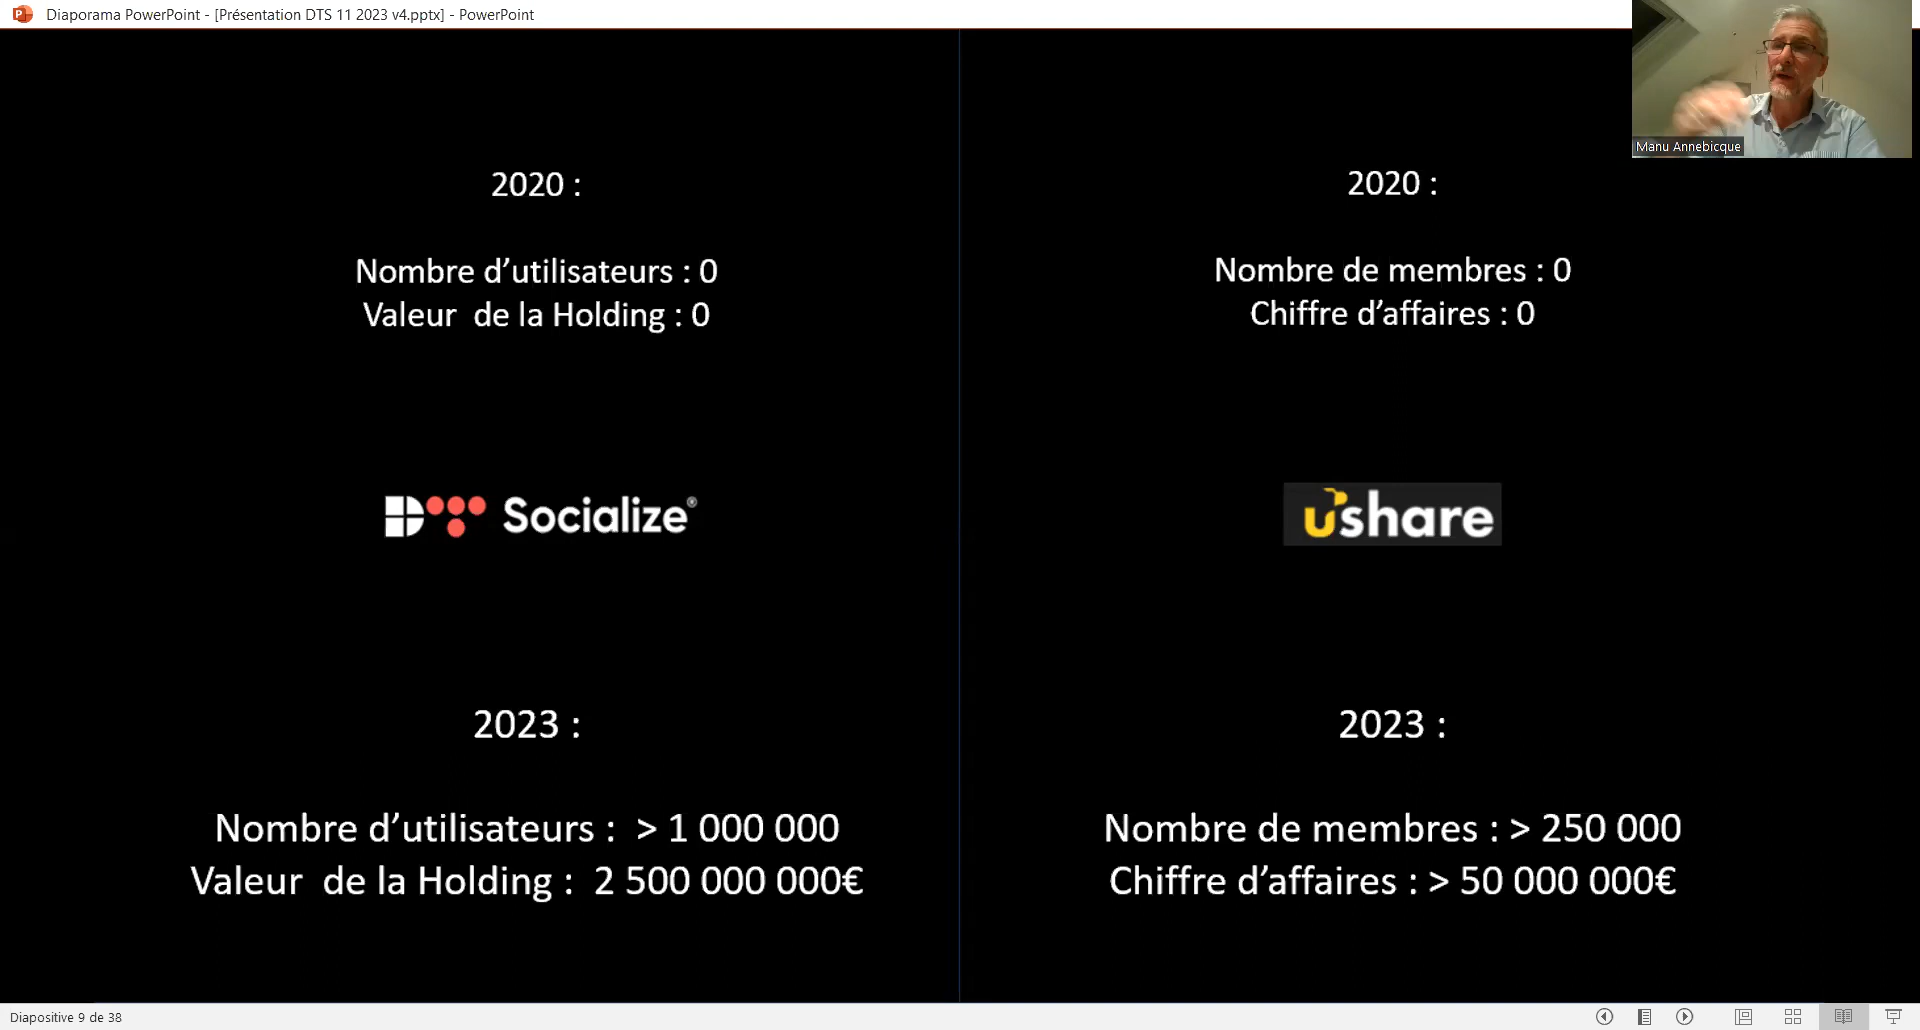 Diaporama PowerPoint - [Présentation DTS 11 2023 v4.pptx] - PowerPoint
Manu Annebicque
2020 :
Nombre d’utilisateurs : 0
Valeur  de la Holding : 0
Socialize®
2023 :
Nombre d’utilisateurs :  > 1 000 000
Valeur  de la Holding :  2 500 000 000€
2020 :
Nombre de membres : 0
Chiffre d’affaires : 0
u'share
2023 :
Nombre de membres : > 250 000
Chiffre d’affaires : > 50 000 000€
Diapositive 9 de 38